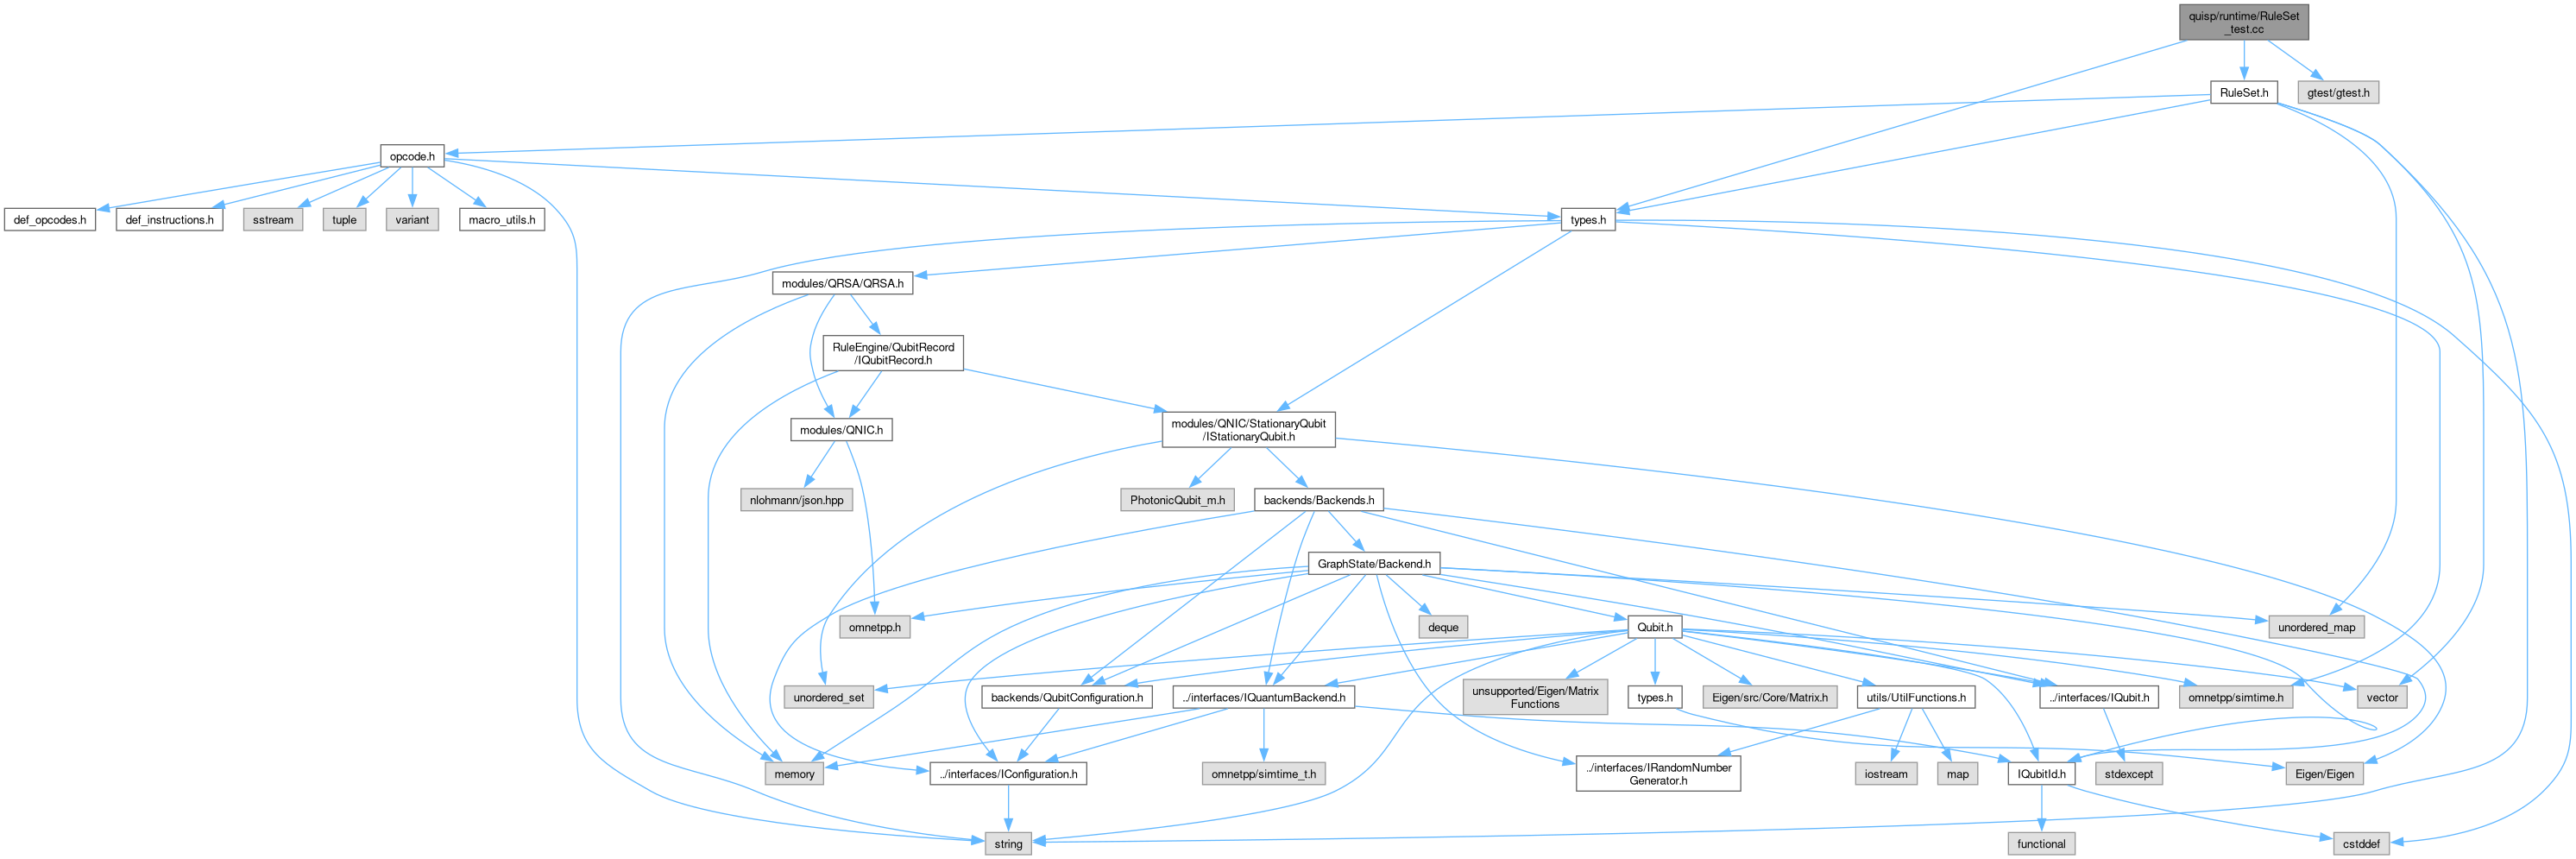 quisp/runtime/RuleSet
_test.cc
RuleSet.h
gtest/gtest.h
opcode.h
def_opcodes.h
def_instructions.h
sstream
tuple
variant
macro_utils.h
types.h
modules/QRSA/QRSA.h
RuleEngine/QubitRecord
/IQubitRecord.h
modules/QNIC.h
modules/QNIC/StationaryQubit
/IStationaryQubit.h
nlohmann/json.hpp
PhotonicQubit_m.h
backends/Backends.h
GraphState/Backend.h
omnetpp.h
deque
Qubit.h
unordered_map
unordered_set
backends/QubitConfiguration.h
../interfaces/IQuantumBackend.h
unsupported/Eigen/Matrix
Functions
types.h
Eigen/src/Core/Matrix.h
utils/UtilFunctions.h
../interfaces/IQubit.h
omnetpp/simtime.h
vector
memory
../interfaces/IConfiguration.h
omnetpp/simtime_t.h
../interfaces/IRandomNumber
Generator.h
iostream
map
IQubitId.h
stdexcept
Eigen/Eigen
string
functional
cstddef